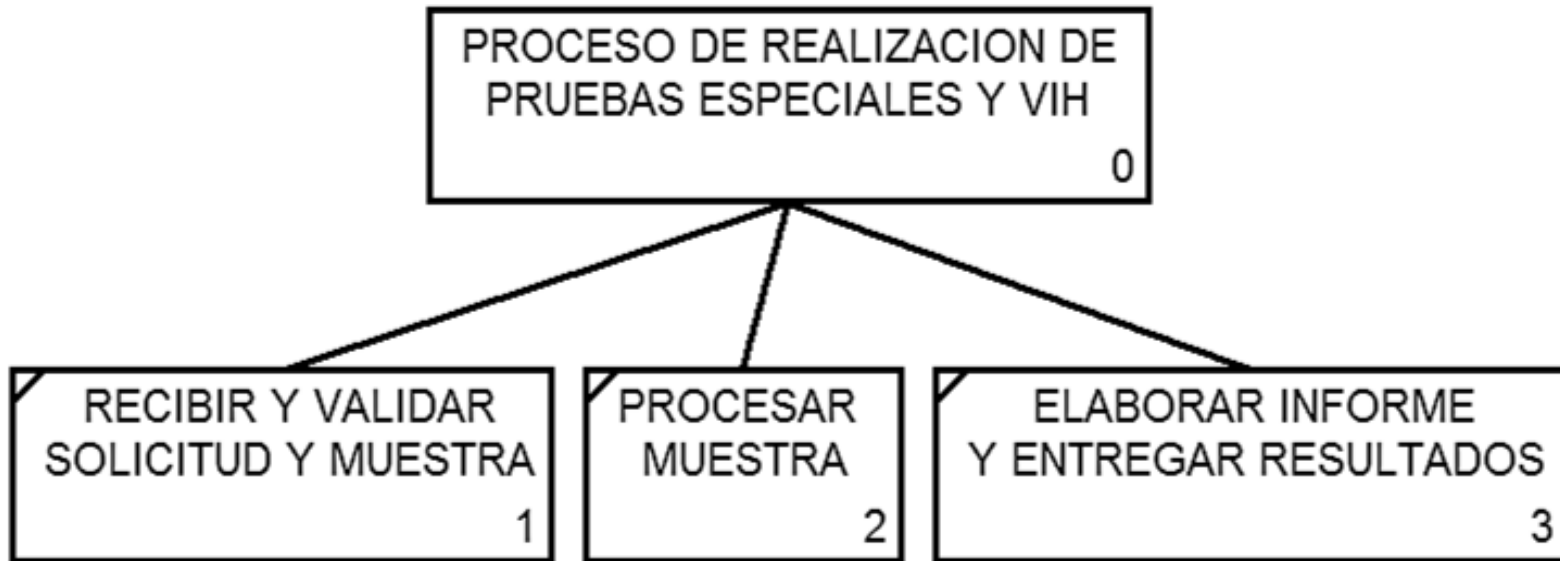 PROCESO DE REALIZACION DE
PRUEBAS ESPECIALES Y VIH
0
RECIBIR Y VALIDAR
SOLICITUD Y MUESTRA
1
PROCESAR
MUESTRA
2
ELABORAR INFORME
Y ENTREGAR RESULTADOS
3